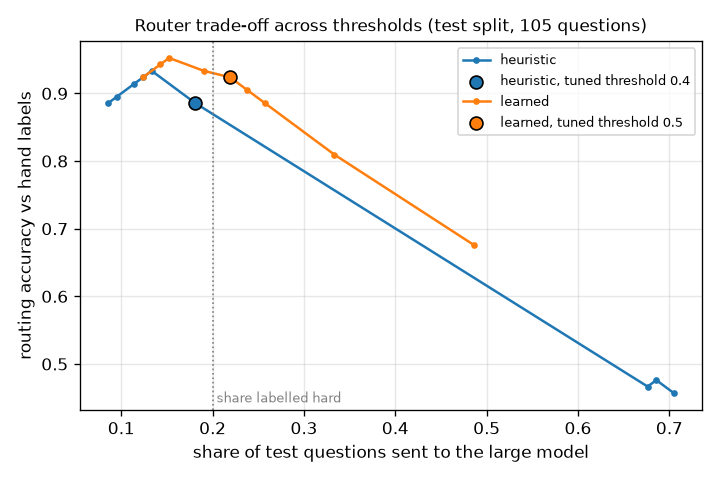 Router trade-off across thresholds (test split, 105 questions)
heuristic
heuristic, tuned threshold 0.4
learned
learned, tuned threshold 0.5
routing accuracy vs hand labels
0.9
0.8
0.7
0.6
0.5
share labelled hard
0.1
0.2
0.3
0.4
0.5
0.6
0.7
share of test questions sent to the large model